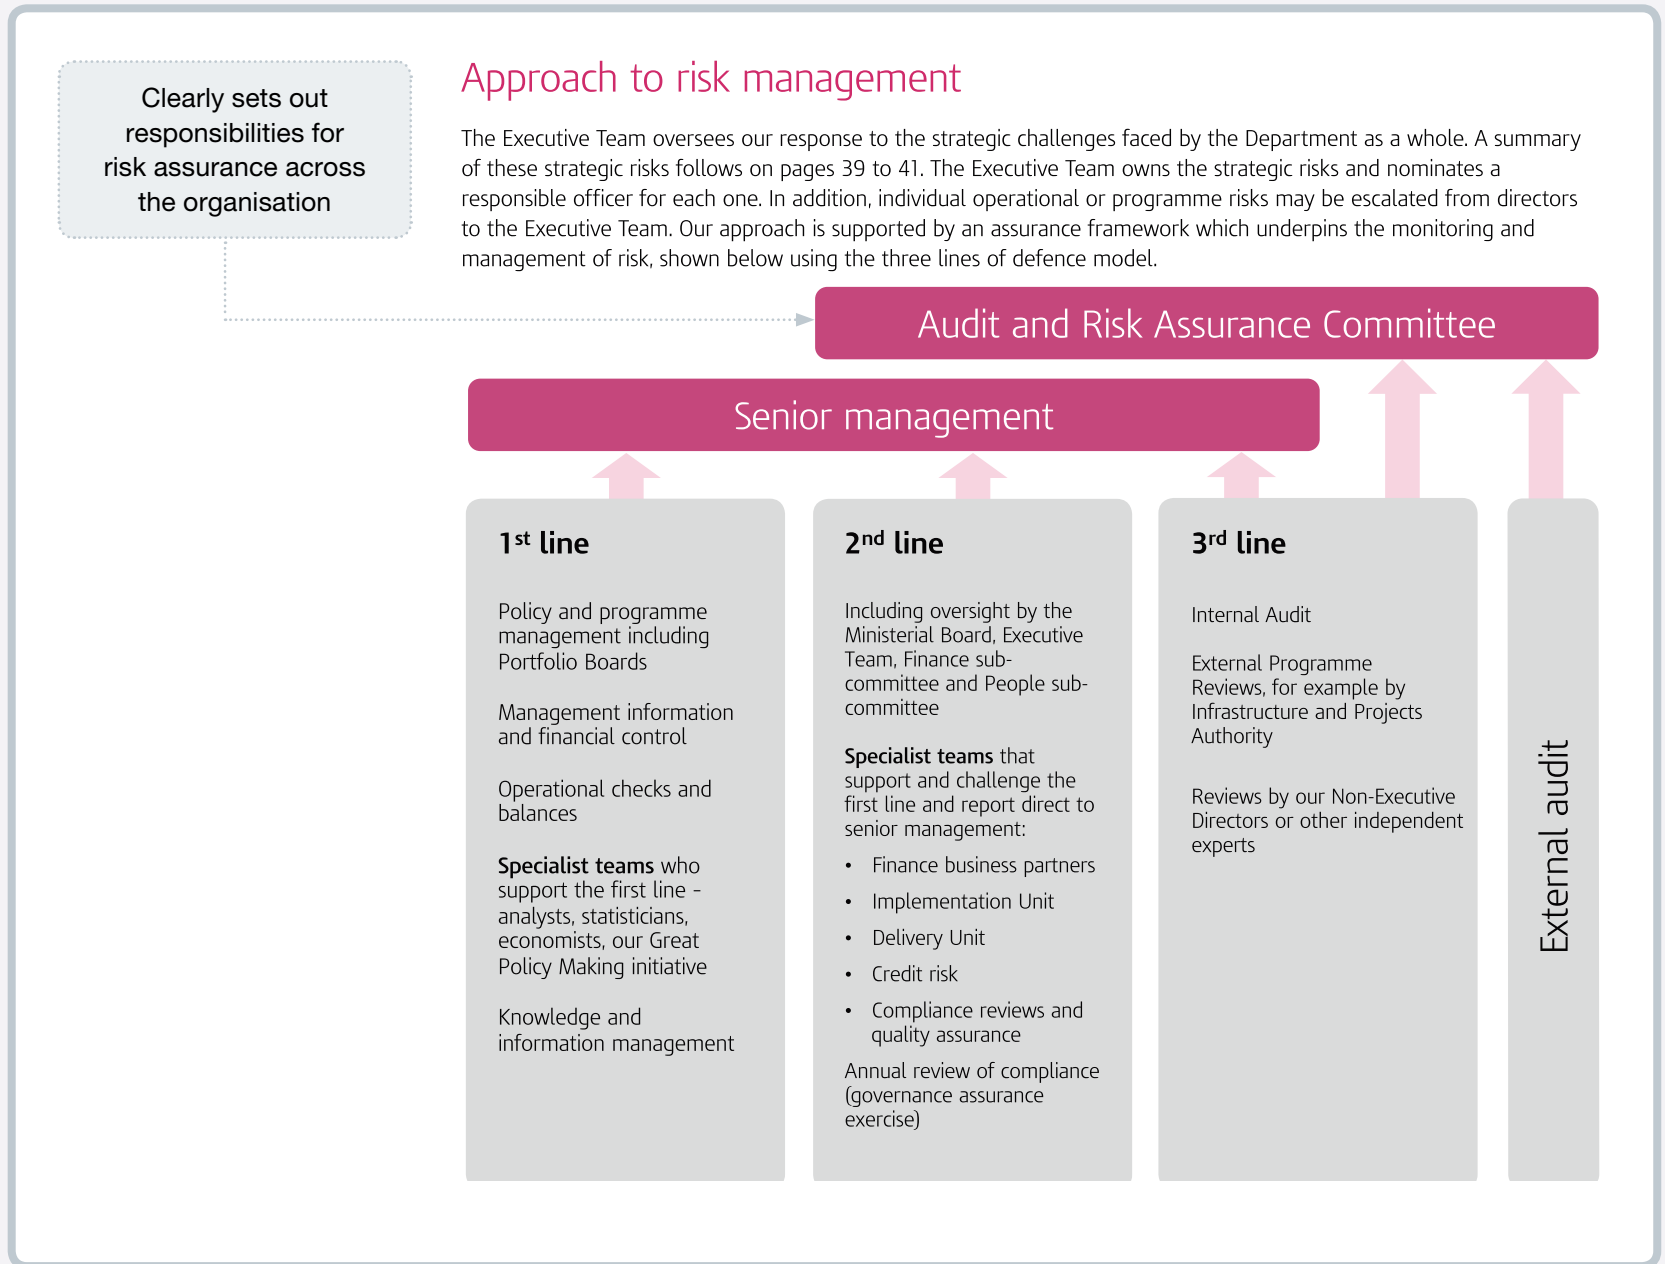 Clearly sets out
responsibilities for
risk assurance across
the organisation
Approach to risk management
The Executive Team oversees our response to the strategic challenges faced by the Department as a whole. A summary
of these strategic risks follows on pages 39 to 41. The Executive Team owns the strategic risks and nominates a
responsible officer for each one. In addition, individual operational or programme risks may be escalated from directors
to the Executive Team. Our approach is supported by an assurance framework which underpins the monitoring and
management of risk, shown below using the three lines of defence model.
Audit and Risk Assurance Committee
Senior management
1st line
Policy and programme
management including
Portfolio Boards
Management information
and financial control
Operational checks and
balances
Specialist teams who
support the first line –
analysts, statisticians,
economists, our Great
Policy Making initiative
Knowledge and
information management
2nd line
Including oversight by the
Ministerial Board, Executive
Team, Finance sub-
committee and People sub-
committee
Specialist teams that
support and challenge the
first line and report direct to
senior management:
• Finance business partners
• Implementation Unit
• Delivery Unit
• Credit risk
• Compliance reviews and
quality assurance
Annual review of compliance
(governance assurance
exercise)
3rd line
Internal Audit
External Programme
Reviews, for example by
Infrastructure and Projects
Authority
Reviews by our Non-Executive
Directors or other independent
experts
External audit